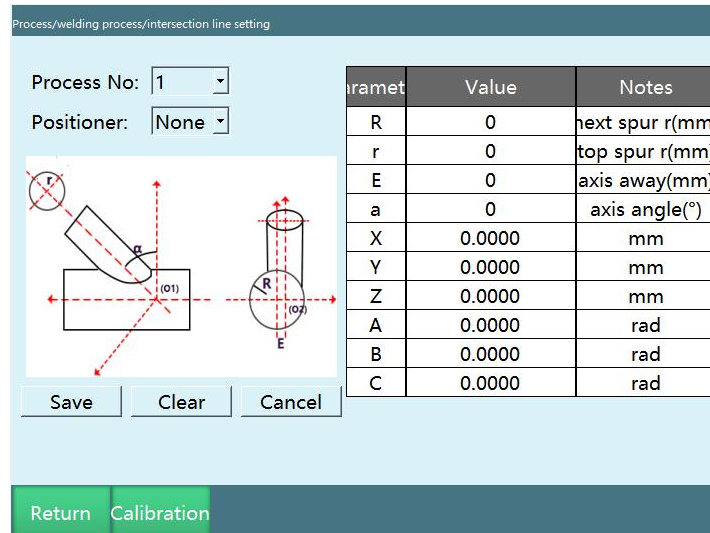 Process/welding process/intersection line setting
Process No: 1
Positioner: None
r
α
(01)
R
(02)
E
Save Clear Cancel
aramet Value Notes
R 0 next spur r(mm
r 0 top spur r(mm)
E 0 axis away(mm)
a 0 axis angle(°)
X 0.0000 mm
Y 0.0000 mm
Z 0.0000 mm
A 0.0000 rad
B 0.0000 rad
C 0.0000 rad
Return Calibration